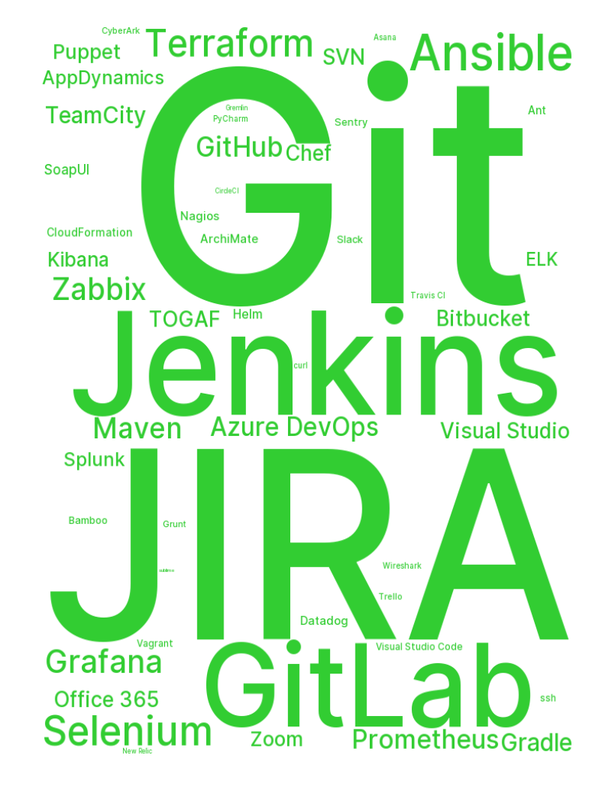 CyberArk
Asana
Puppet
Terraform
SVN
Ansible
AppDynamics
TeamCity
Gremlin
PyCharm
Sentry
Ant
GitHub
Chef
SoapUI
CircleCI
Git
Nagios
CloudFormation
ArchiMate
Slack
Kibana
ELK
Zabbix
Travis CI
TOGAF
Helm
Bitbucket
Jenkins
curl
Maven
Azure DevOps
Visual Studio
Splunk
Bamboo
Grunt
JIRA
Wireshark
Trello
Datadog
Vagrant
Visual Studio Code
Grafana
GitLab
Office 365
ssh
Selenium
Zoom
Prometheus
Gradle
New Relic